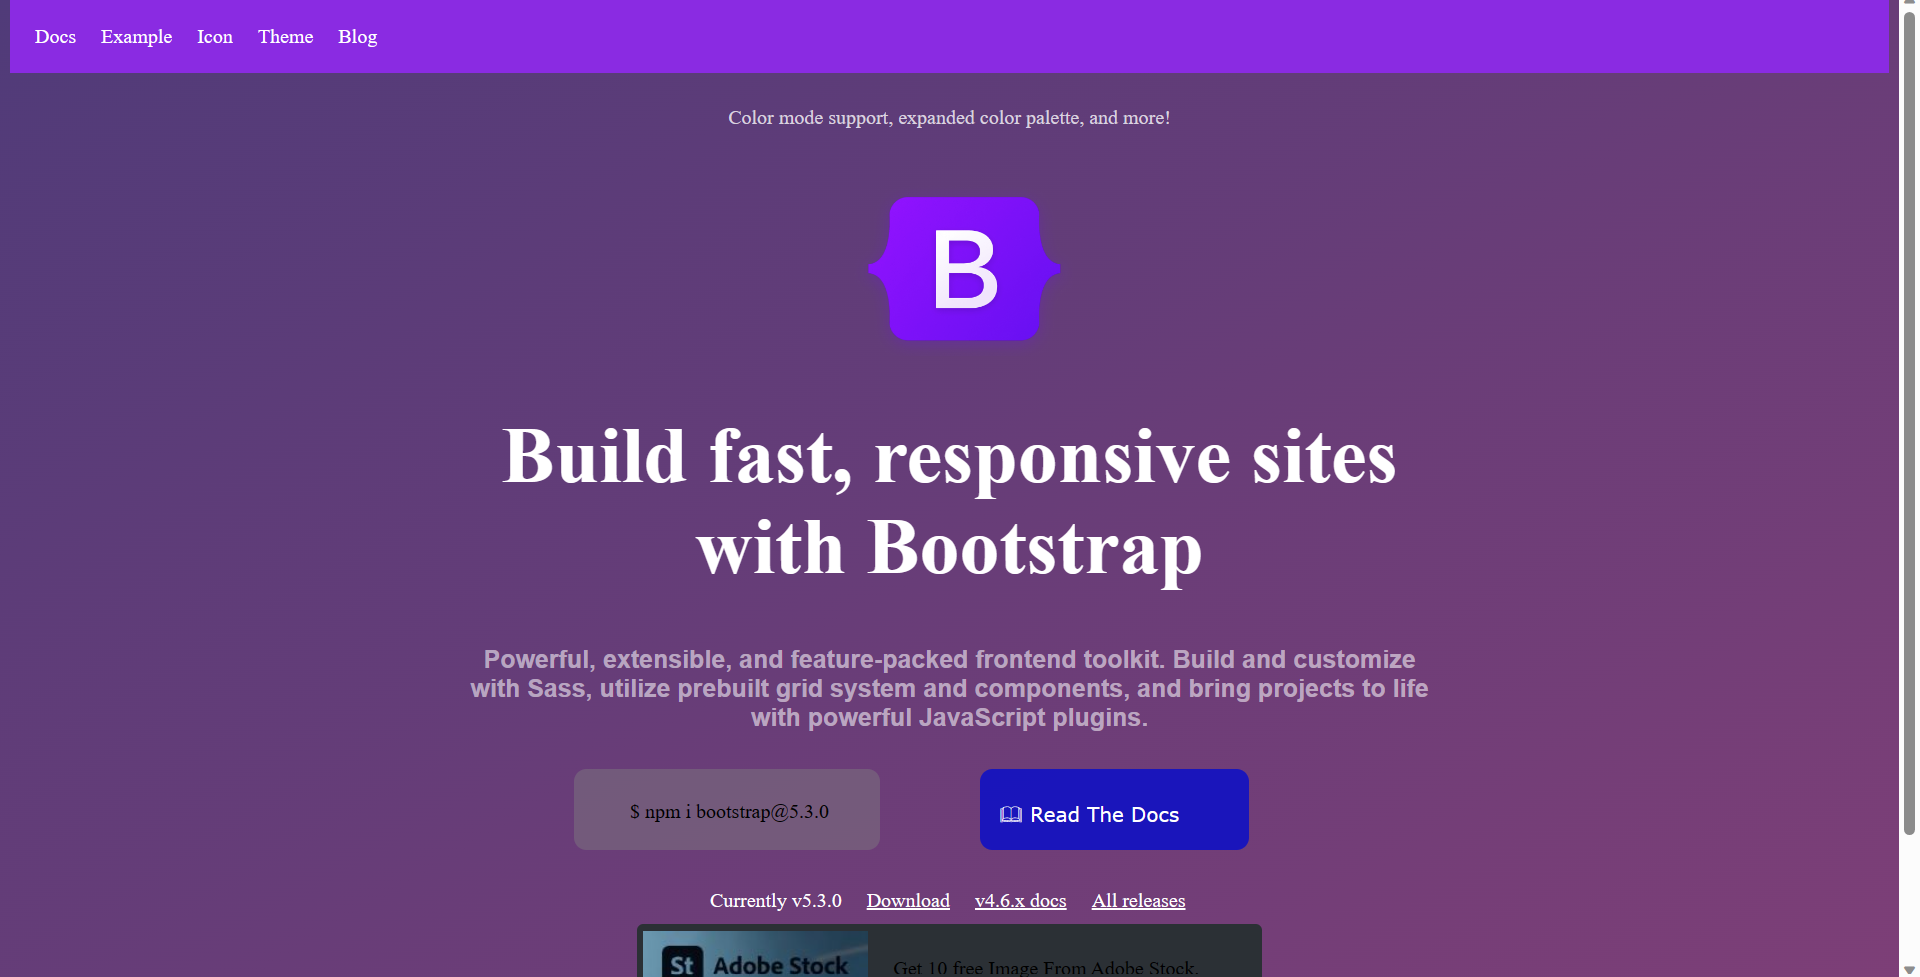 Docs Example Icon Theme Blog
Color mode support, expanded color palette, and more!
B
Build fast, responsive sites
with Bootstrap
Powerful, extensible, and feature-packed frontend toolkit. Build and customize
with Sass, utilize prebuilt grid system and components, and bring projects to life
with powerful JavaScript plugins.
$ npm i bootstrap@5.3.0
Read The Docs
Currently v5.3.0 Download v4.6.x docs All releases
St Adobe Stock
Get 10 free Image From Adobe Stock.